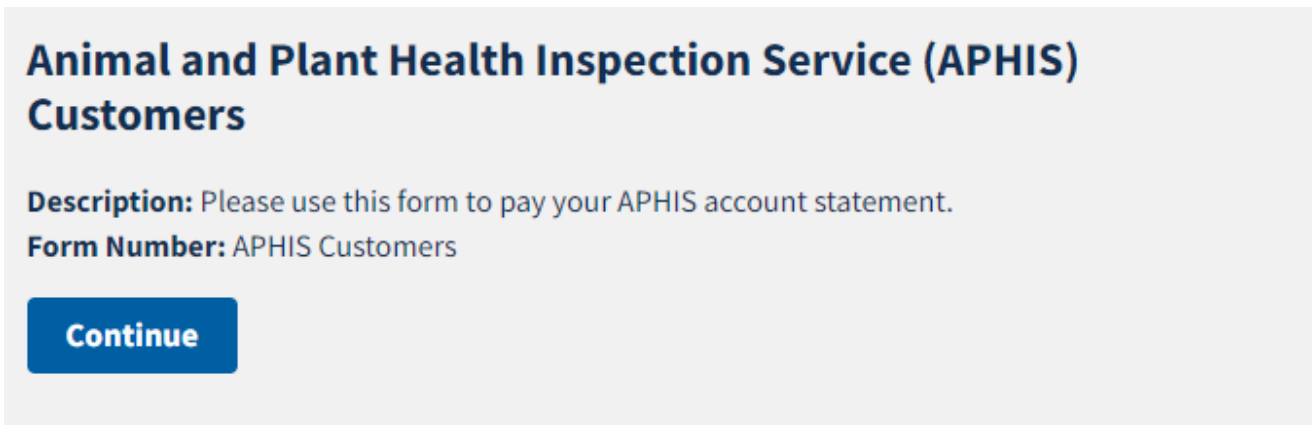 Animal and Plant Health Inspection Service (APHIS)
Customers
Description: Please use this form to pay your APHIS account statement.
Form Number: APHIS Customers
Continue